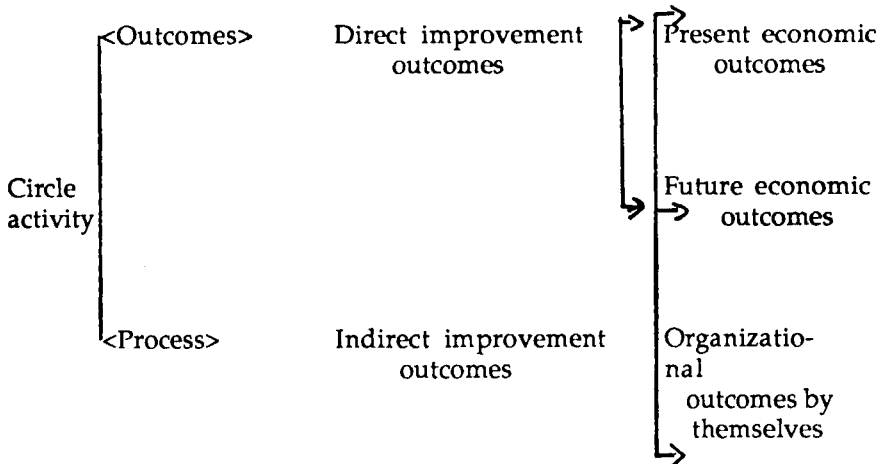 <Outcomes>
Direct improvement
outcomes
Present economic
outcomes
Circle
activity
Future economic
outcomes
<Process>
Indirect improvement
outcomes
Organizatio-
nal
outcomes by
themselves